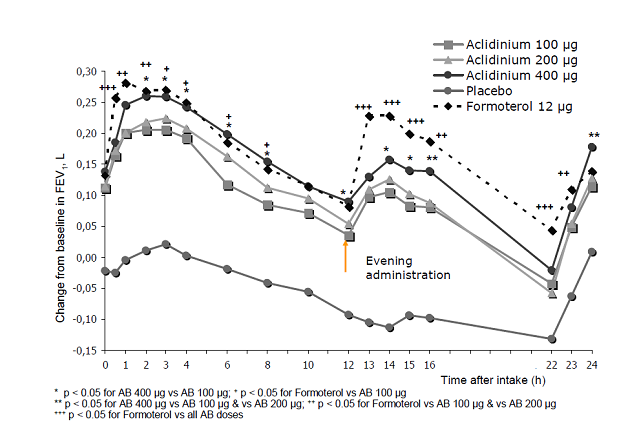 Aclidinium 100 µg
Aclidinium 200 µg
Aclidinium 400 µg
Placebo
Formoterol 12 µg
Change from baseline in FEV1, L
0,30
0,25
0,20
0,15
0,10
0,05
0,00
-0,05
-0,10
-0,15
+++ ++ ++ * + * + *
+ * + * *
+++ +++ * +++ * ++ **
+++ ++ **
Evening
administration
0 1 2 3 4 6 8 10 12 13 14 15 16 22 23 24
Time after intake (h)
* p < 0.05 for AB 400 µg vs AB 100 µg; + p < 0.05 for Formoterol vs AB 100 µg
** p < 0.05 for AB 400 µg vs AB 100 µg & vs AB 200 µg; ++ p < 0.05 for Formoterol vs AB 100 µg & vs AB 200 µg
+++ p < 0.05 for Formoterol vs all AB doses